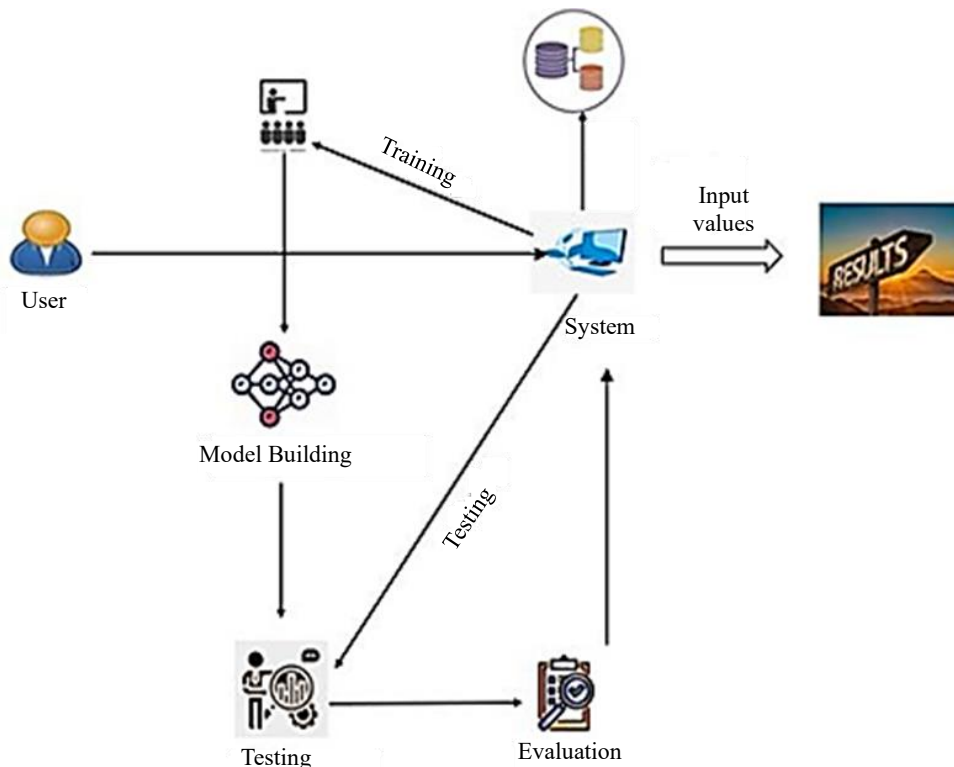 Training
Input
values
RESULTS
User
System
Model Building
Testing
Testing
Evaluation